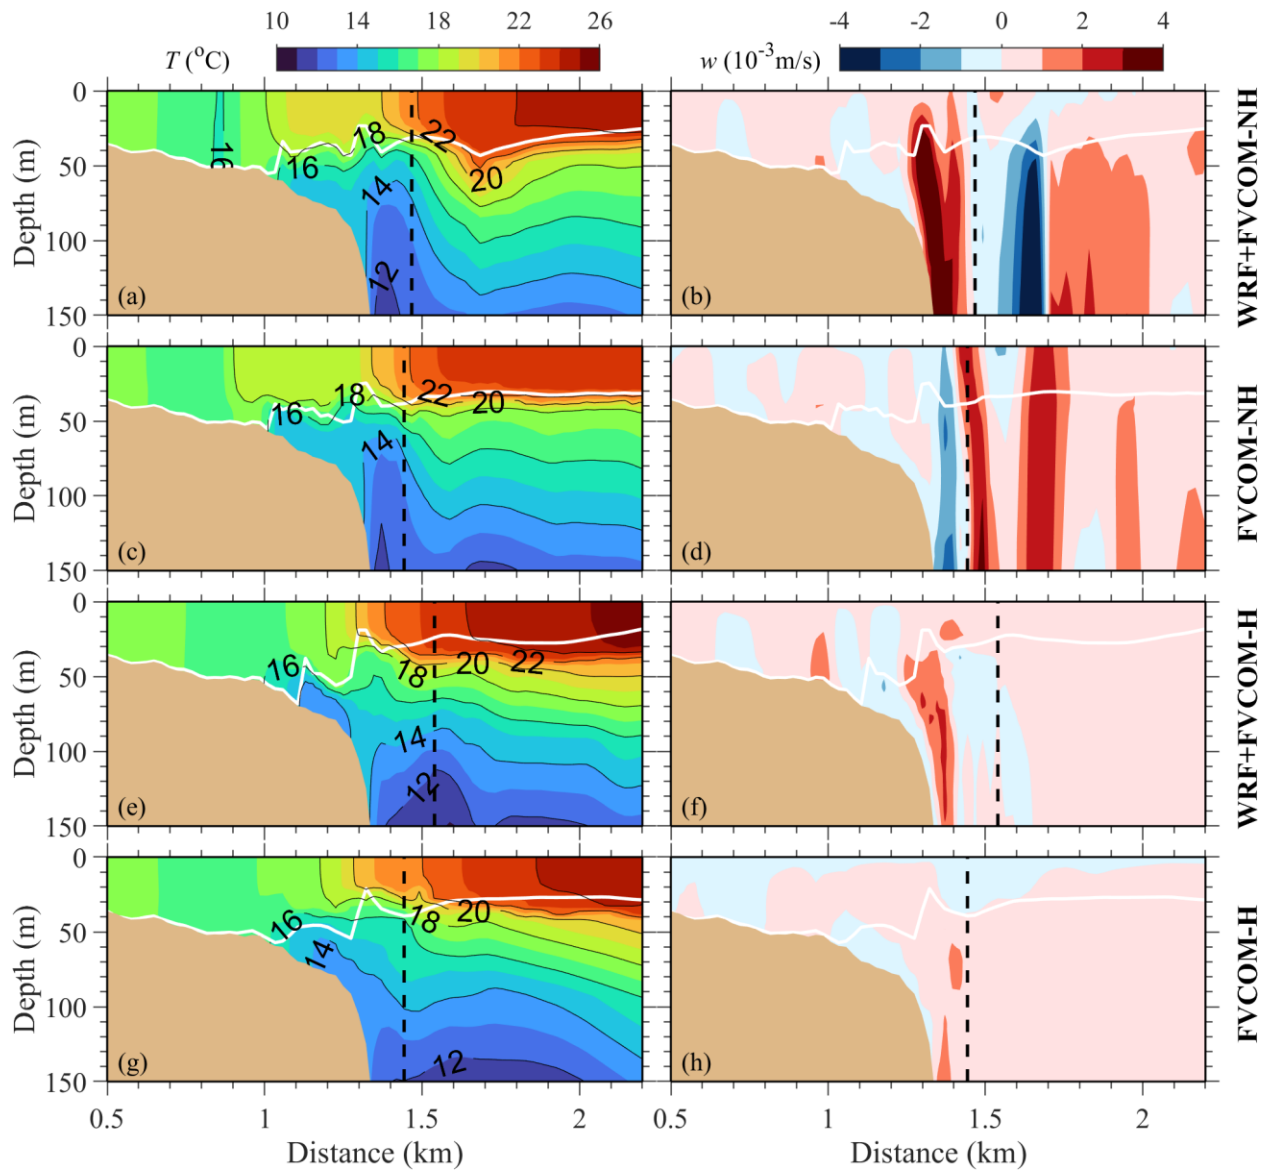 10 14 18 22 26
T (°C)
-4 -2 0 2 4
w (10⁻³m/s)
0
50
100
150
Depth (m)
16 16 18 22 20 14 12
(a)
(b)
WRF+FVCOM-NH
0
50
100
150
Depth (m)
16 18 22 20 14
(c)
(d)
FVCOM-NH
0
50
100
150
Depth (m)
16 18 20 22 14 12
(e)
(f)
WRF+FVCOM-H
0
50
100
150
Depth (m)
16 14 18 20 12
(g)
(h)
FVCOM-H
0.5 1 1.5 2
0.5 1 1.5 2
Distance (km)
Distance (km)